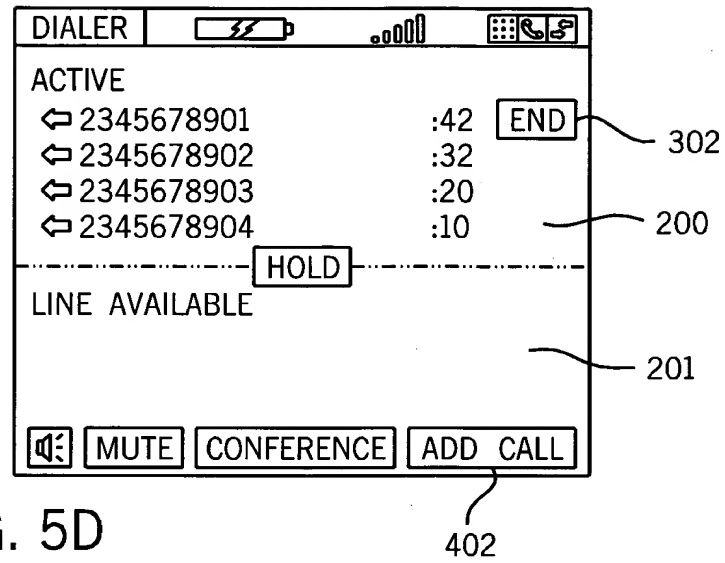 DIALER
ACTIVE
2345678901 :42 END
302
2345678902 :32
2345678903 :20
2345678904 :10
200
HOLD
LINE AVAILABLE
201
MUTE CONFERENCE ADD CALL
. 5D
402